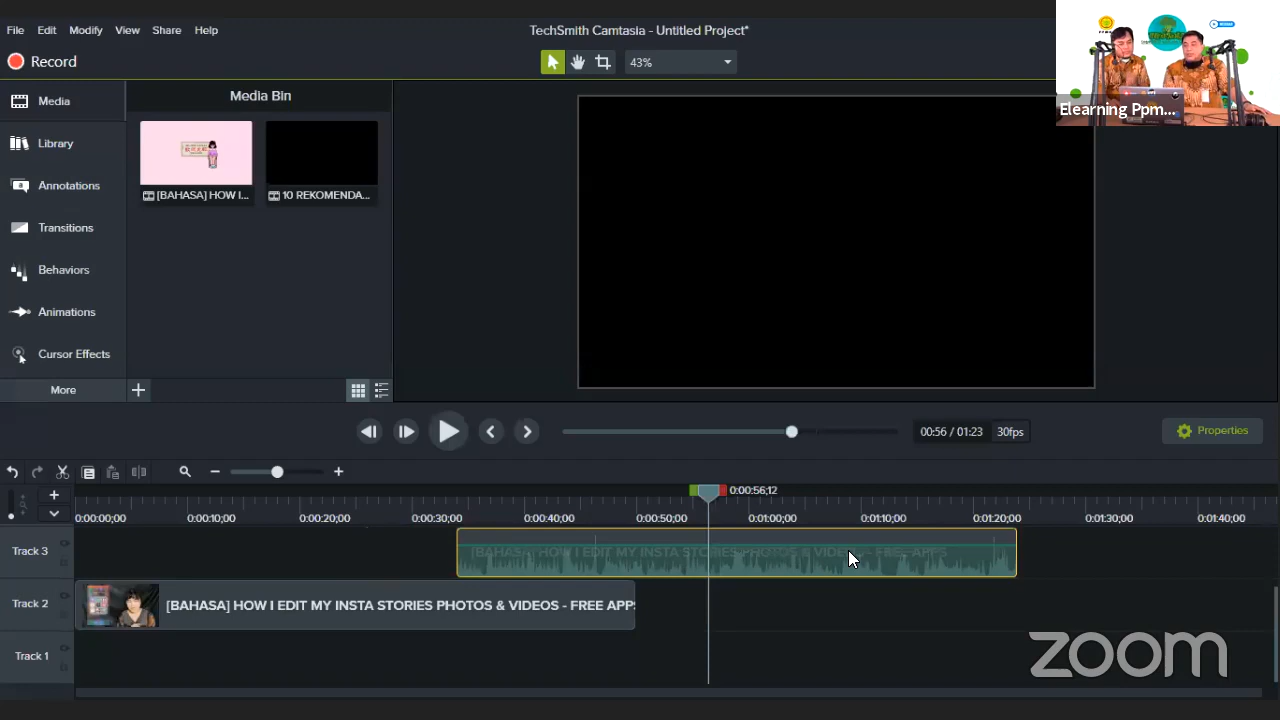 File Edit Modify View Share Help
TechSmith Camtasia - Untitled Project*
Record
43%
Elearning Ppm...
Media
Library
Annotations
Transitions
Behaviors
Animations
Cursor Effects
More
Media Bin
[BAHASA] HOW I...
10 REKOMENDA...
00:56 / 01:23
30fps
Properties
0:00:56;12
0:00:00;00 0:00:10;00 0:00:20;00 0:00:30;00 0:00:40;00 0:00:50;00 0:01:00;00 0:01:10;00 0:01:20;00 0:01:30;00 0:01:40;00
Track 3
[BAHASA] HOW I EDIT MY INSTA STORIES PHOTOS & VIDEOS - FREE APPS
Track 2
[BAHASA] HOW I EDIT MY INSTA STORIES PHOTOS & VIDEOS - FREE APPS
Track 1
zoom